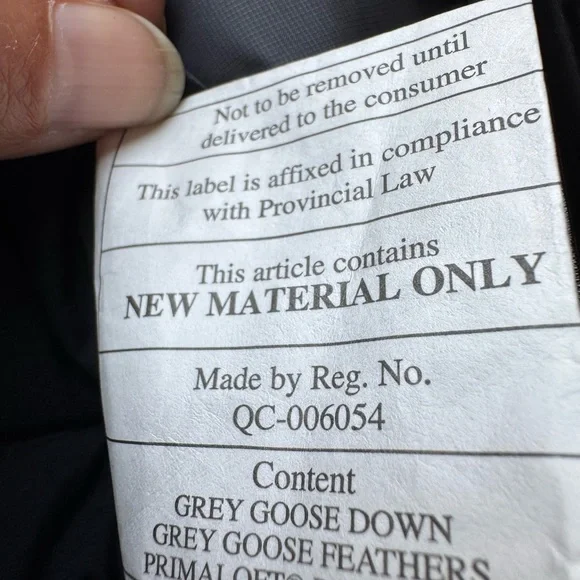 Not to be removed until
delivered to the consumer
This label is affixed in compliance
with Provincial Law
This article contains
NEW MATERIAL ONLY
Made by Reg. No.
QC-006054
Content
GREY GOOSE DOWN
GREY GOOSE FEATHERS
PRIMALOFT®